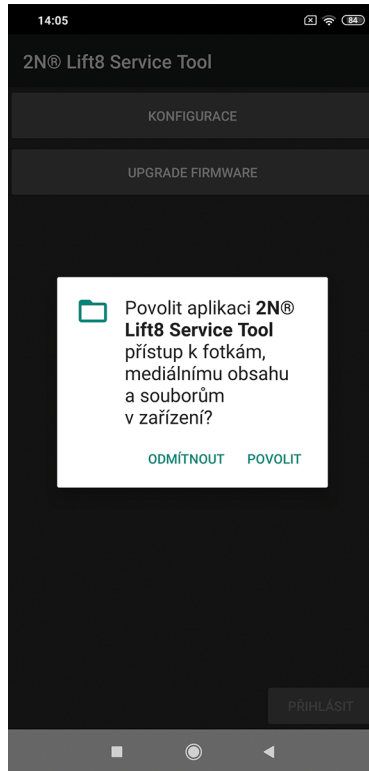 14:05
84
2N® Lift8 Service Tool
KONFIGURACE
UPGRADE FIRMWARE
Povolit aplikaci 2N®
Lift8 Service Tool
přístup k fotkám,
mediálnímu obsahu
a souborům
v zařízení?
ODMÍTNOUT POVOLIT
PŘIHLÁSIT